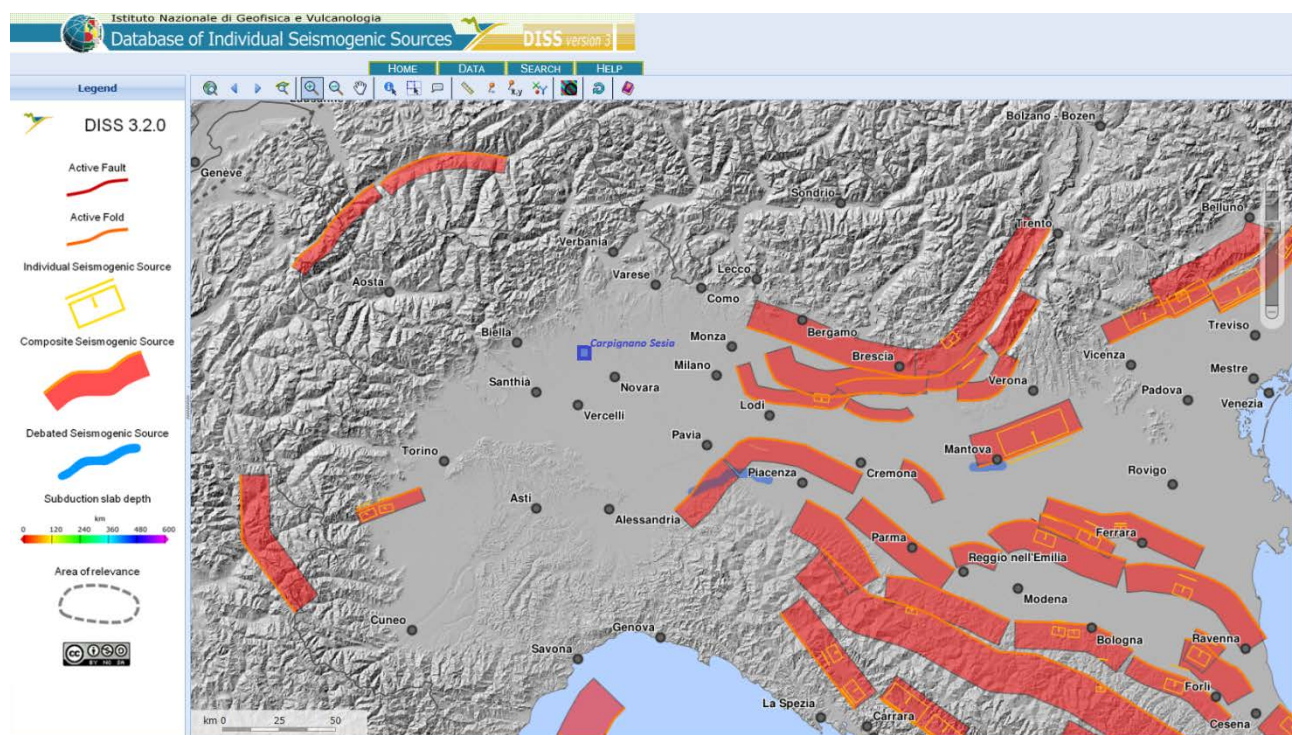 Istituto Nazionale di Geofisica e Vulcanologia
Database of Individual Seismogenic Sources
DISS version 3
HOME DATA SEARCH HELP
Legend
DISS 3.2.0
Active Fault
Active Fold
Individual Seismogenic Source
Composite Seismogenic Source
Debated Seismogenic Source
Subduction slab depth
km
0 120 240 360 480 600
Area of relevance
CC BY NC
x,y
Bolzano - Bozen
Genève
Sondrio
Belluno
Trento
Verbania
Varese
Lecco
Aosta
Como
Bergamo
Treviso
Biella
Carpignano Sesia
Monza
Brescia
Vicenza
Mestre
Milano
Santhià
Novara
Verona
Padova
Venezia
Vercelli
Lodi
Pavia
Torino
Mantova
Piacenza
Cremona
Rovigo
Asti
Alessandria
Parma
Ferrara
Reggio nell'Emilia
Modena
Cuneo
Genova
Bologna
Ravenna
Savona
Forlì
La Spezia
Carrara
Cesena
km 0 25 50